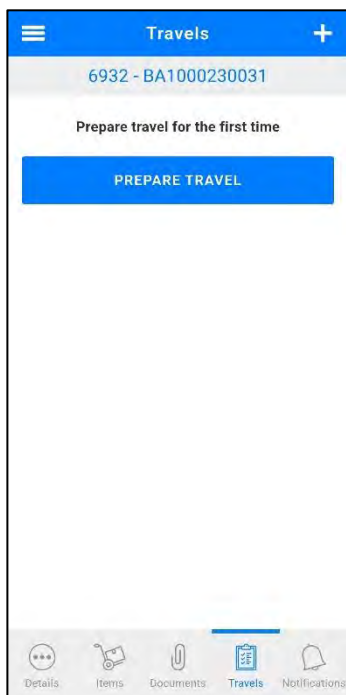 Travels
6932 - BA1000230031
Prepare travel for the first time
PREPARE TRAVEL
Details Items Documents Travels Notifications